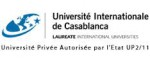 Université Internationale
de Casablanca
LAUREATE INTERNATIONAL UNIVERSITIES
Université Privée Autorisée par l'Etat UP2/11